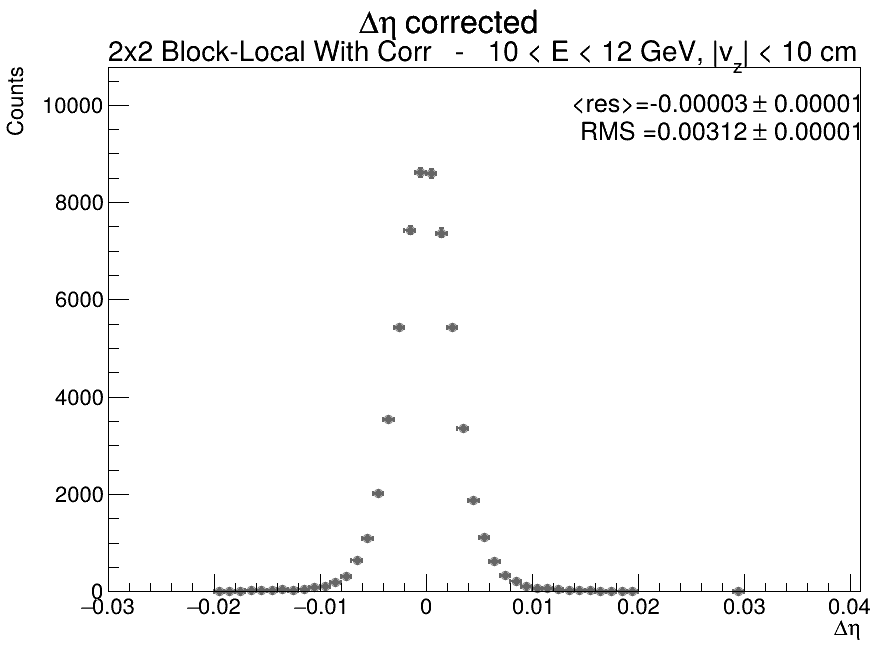 Δη corrected
2x2 Block-Local With Corr - 10 < E < 12 GeV, |v_z| < 10 cm
Counts
<res>=-0.00003 ± 0.00001
RMS =0.00312 ± 0.00001
10000
8000
6000
4000
2000
0
−0.03 −0.02 −0.01 0 0.01 0.02 0.03 0.04
Δη